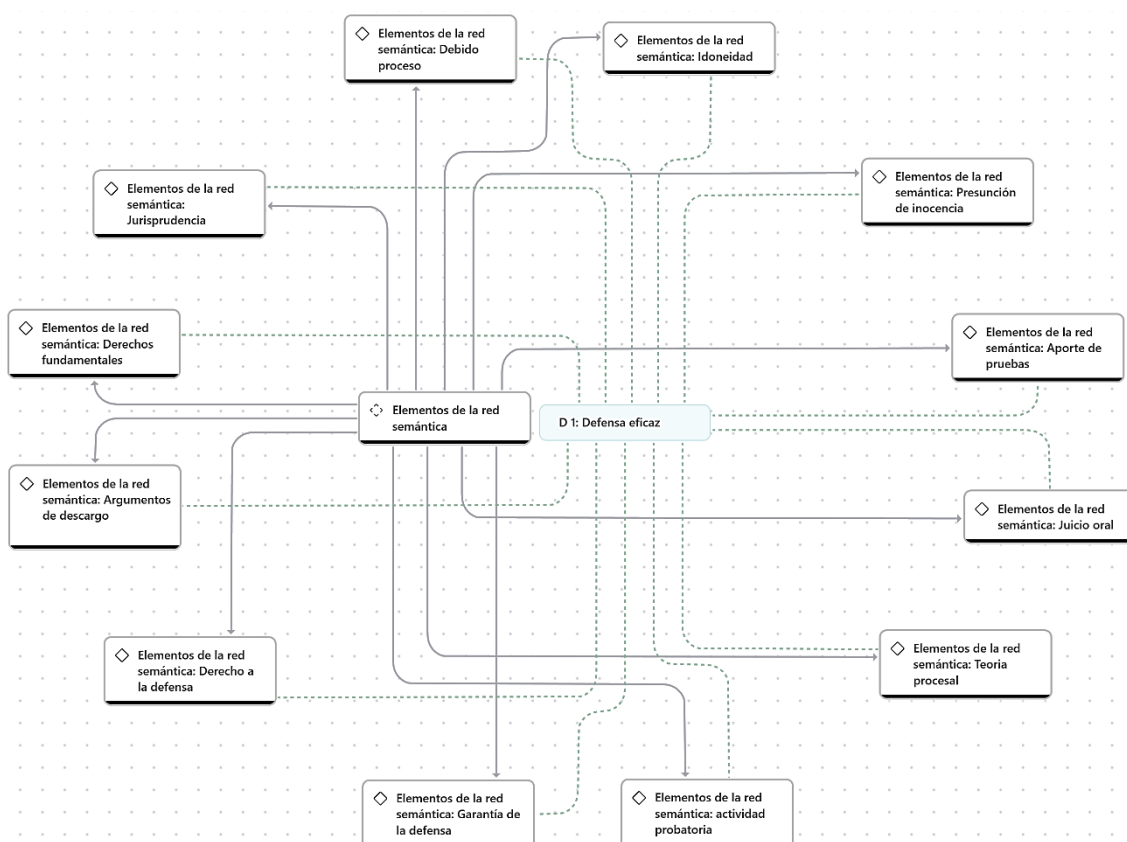 Elementos de la red
semántica: Debido
proceso
Elementos de la red
semántica: Idoneidad
Elementos de la red
semántica:
Jurisprudencia
Elementos de la red
semántica: Presunción
de inocencia
Elementos de la red
semántica: Derechos
fundamentales
Elementos de la red
semántica: Aporte de
pruebas
Elementos de la red
semántica
D 1: Defensa eficaz
Elementos de la red
semántica: Argumentos
de descargo
Elementos de la red
semántica: Juicio oral
Elementos de la red
semántica: Derecho a
la defensa
Elementos de la red
semántica: Teoria
procesal
Elementos de la red
semántica: Garantía de
la defensa
Elementos de la red
semántica: actividad
probatoria